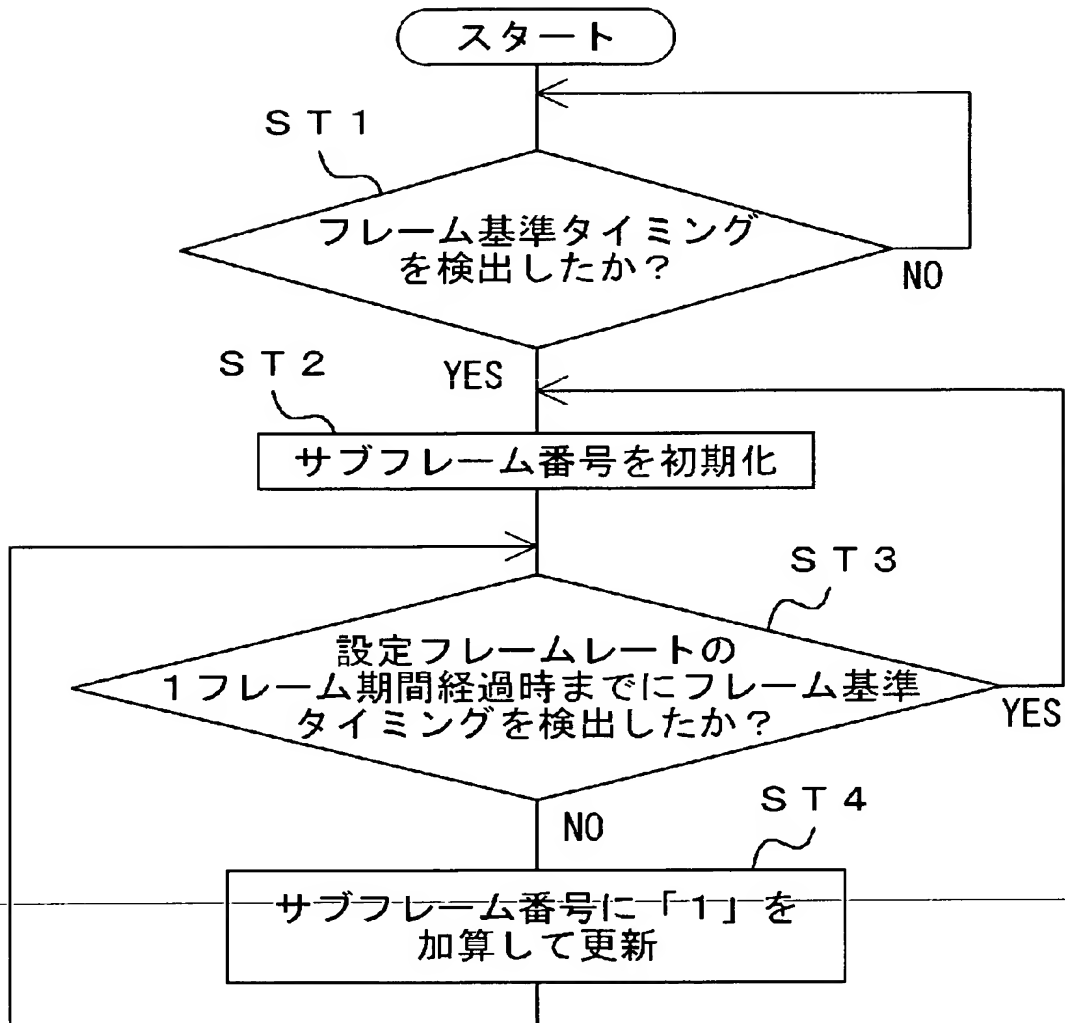 スタート
ST1
フレーム基準タイミング
を検出したか?
NO
YES
ST2
サブフレーム番号を初期化
ST3
設定フレームレートの
1フレーム期間経過時までにフレーム基準
タイミングを検出したか?
YES
NO
ST4
サブフレーム番号に「1」を
加算して更新